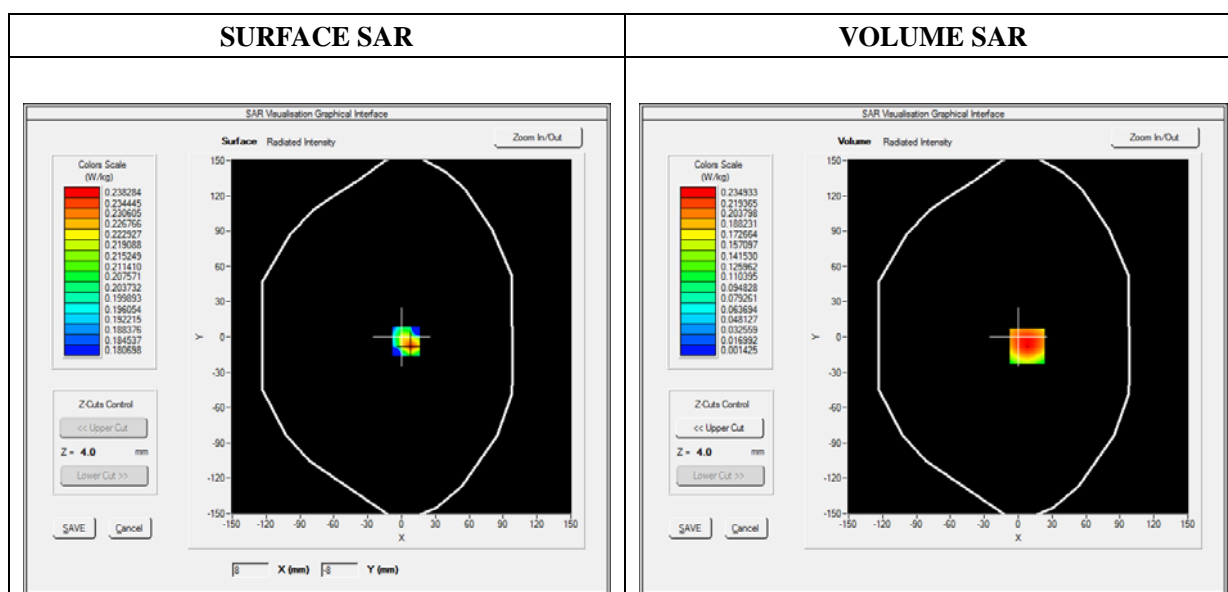 SURFACE SAR
VOLUME SAR
SAR Visualisation Graphical Interface
Surface Radiated Intensity
Zoom In/Out
Colors Scale
(W/kg)
0.238284
0.234445
0.230605
0.226766
0.222927
0.219088
0.215249
0.211410
0.207571
0.203732
0.199893
0.196054
0.192215
0.188376
0.184537
0.180698
Z-Cuts Control
<< Upper Cut
Z = 4.0 mm
Lower Cut >>
SAVE Cancel
150
120
90
60
30
0
-30
-60
-90
-120
-150
Y
-150 -120 -90 -60 -30 0 30 60 90 120 150
X
8 X (mm) -8 Y (mm)
SAR Visualisation Graphical Interface
Volume Radiated Intensity
Zoom In/Out
Colors Scale
(W/kg)
0.234933
0.219365
0.203798
0.188231
0.172664
0.157097
0.141530
0.125962
0.110395
0.094828
0.079261
0.063694
0.048127
0.032559
0.016992
0.001425
Z-Cuts Control
<< Upper Cut
Z = 4.0 mm
Lower Cut >>
SAVE Cancel
150
120
90
60
30
0
-30
-60
-90
-120
-150
Y
-150 -120 -90 -60 -30 0 30 60 90 120 150
X